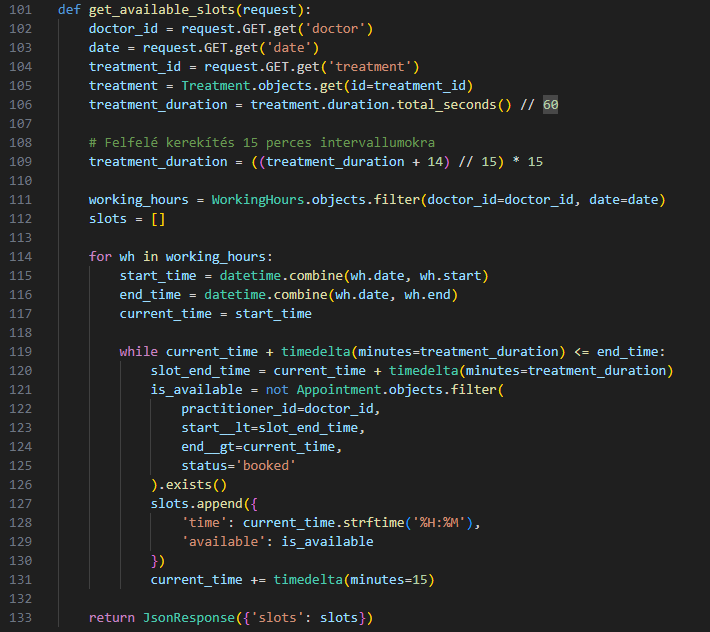 101 def get_available_slots(request):
102     doctor_id = request.GET.get('doctor')
103     date = request.GET.get('date')
104     treatment_id = request.GET.get('treatment')
105     treatment = Treatment.objects.get(id=treatment_id)
106     treatment_duration = treatment.duration.total_seconds() // 60
107
108     # Felfelé kerekítés 15 perces intervallumokra
109     treatment_duration = ((treatment_duration + 14) // 15) * 15
110
111     working_hours = WorkingHours.objects.filter(doctor_id=doctor_id, date=date)
112     slots = []
113
114     for wh in working_hours:
115         start_time = datetime.combine(wh.date, wh.start)
116         end_time = datetime.combine(wh.date, wh.end)
117         current_time = start_time
118
119         while current_time + timedelta(minutes=treatment_duration) <= end_time:
120             slot_end_time = current_time + timedelta(minutes=treatment_duration)
121             is_available = not Appointment.objects.filter(
122                 practitioner_id=doctor_id,
123                 start__lt=slot_end_time,
124                 end__gt=current_time,
125                 status='booked'
126             ).exists()
127             slots.append({
128                 'time': current_time.strftime('%H:%M'),
129                 'available': is_available
130             })
131             current_time += timedelta(minutes=15)
132
133     return JsonResponse({'slots': slots})